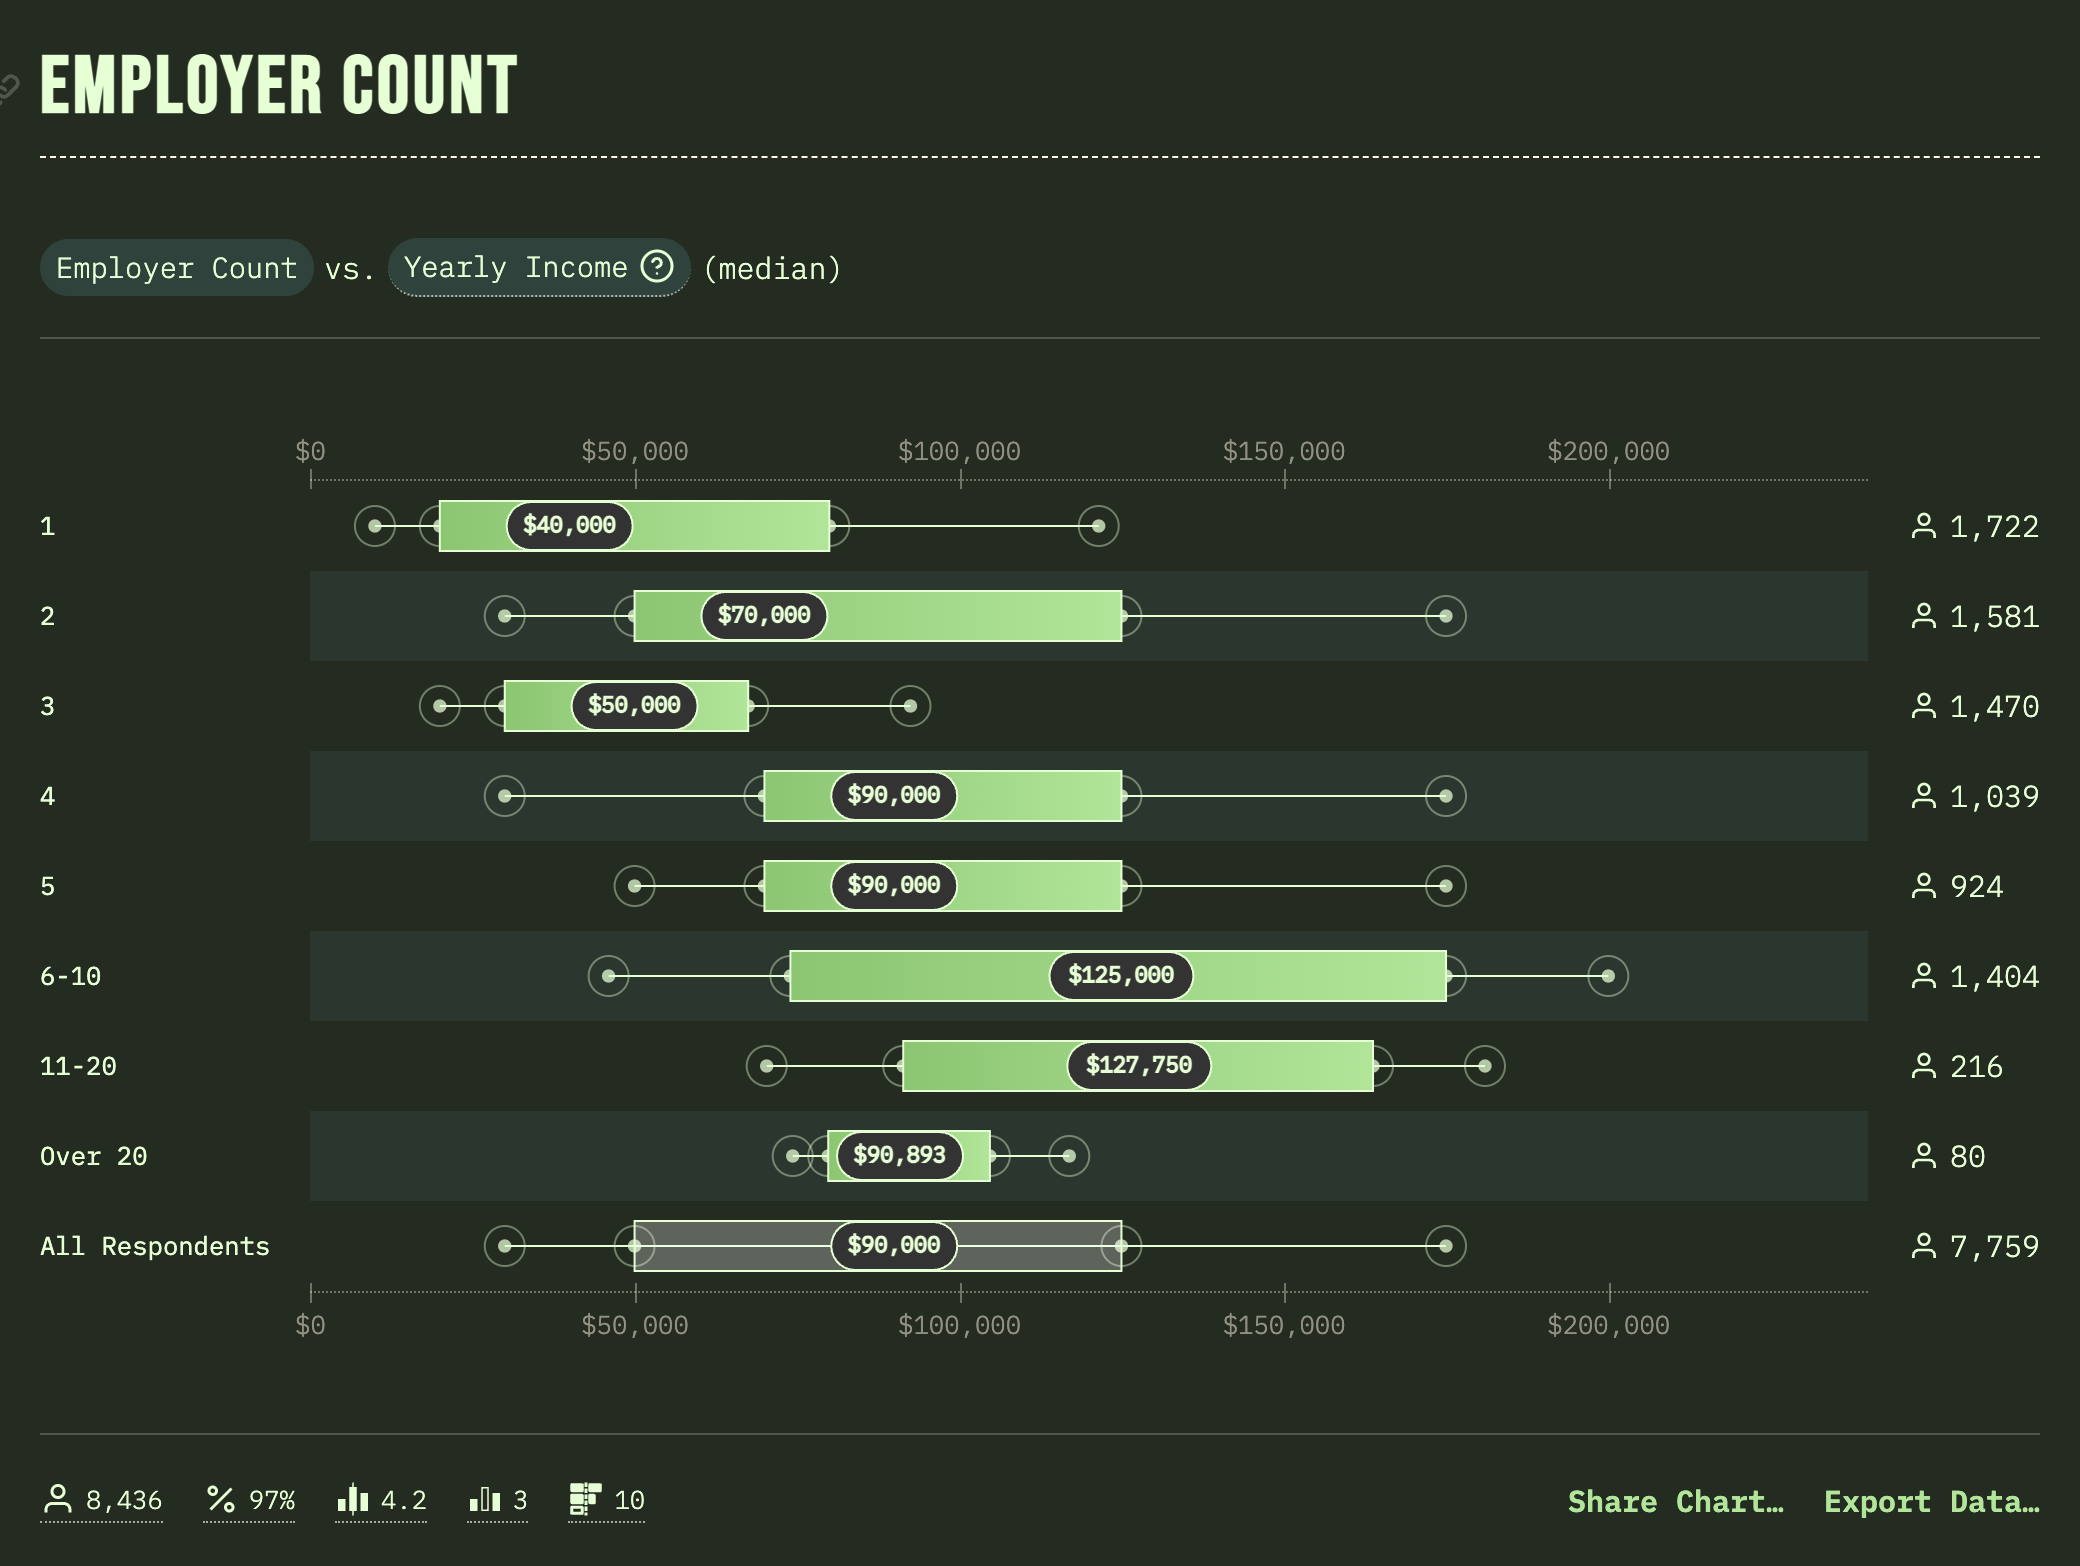 EMPLOYER COUNT
Employer Count vs. Yearly Income ? (median)
$0 $50,000 $100,000 $150,000 $200,000
1 $40,000 1,722
2 $70,000 1,581
3 $50,000 1,470
4 $90,000 1,039
5 $90,000 924
6-10 $125,000 1,404
11-20 $127,750 216
Over 20 $90,893 80
All Respondents $90,000 7,759
$0 $50,000 $100,000 $150,000 $200,000
8,436 % 97% 4.2 3 10 Share Chart… Export Data…